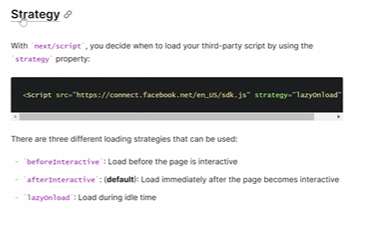 Strategy
With `next/script`, you decide when to load your third-party script by using the
`strategy` property:
<Script src="https://connect.facebook.net/en_US/sdk.js" strategy="lazyOnload"
There are three different loading strategies that can be used:
- `beforeInteractive`: Load before the page is interactive
- `afterInteractive`: (default): Load immediately after the page becomes interactive
- `lazyOnload`: Load during idle time